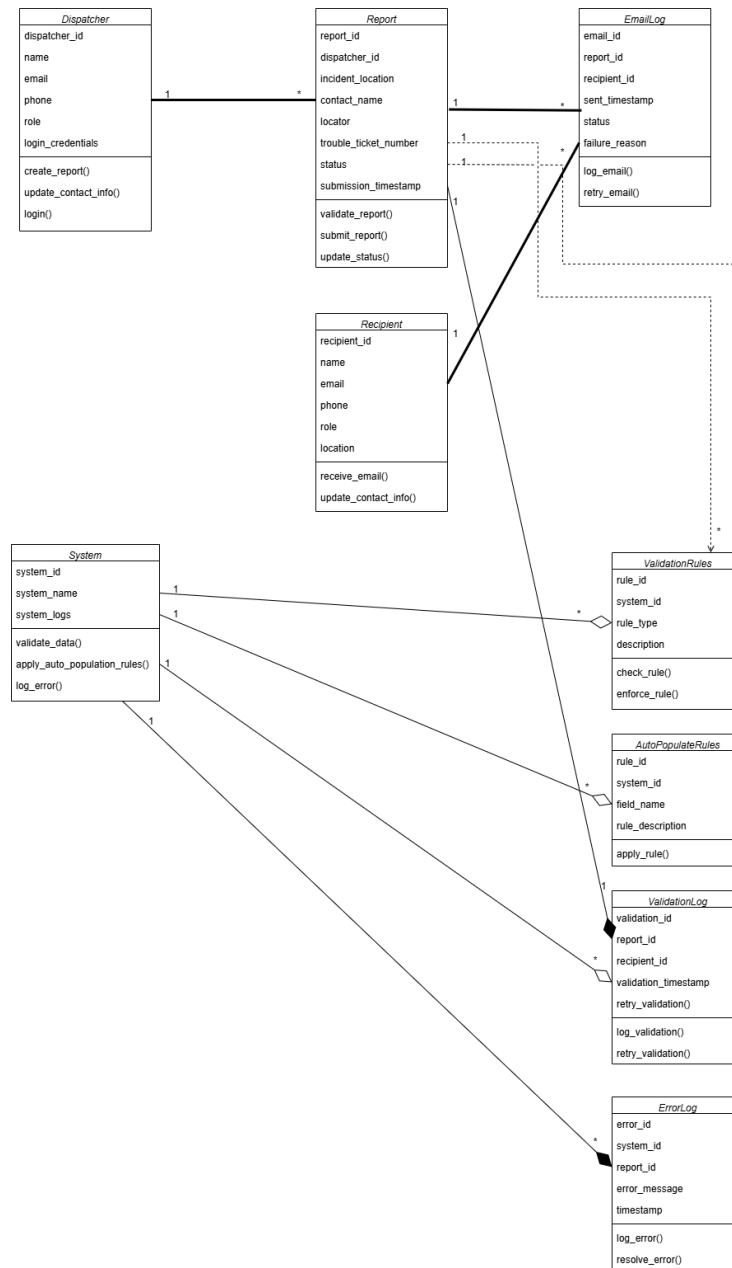 Dispatcher
dispatcher_id
name
email
phone
role
login_credentials
create_report()
update_contact_info()
login()
1
*
Report
report_id
dispatcher_id
incident_location
contact_name
locator
trouble_ticket_number
status
submission_timestamp
validate_report()
submit_report()
update_status()
1
*
1
1
1
*
EmailLog
email_id
report_id
recipient_id
sent_timestamp
status
failure_reason
log_email()
retry_email()
Recipient
recipient_id
name
email
phone
role
location
receive_email()
update_contact_info()
1
*
System
system_id
system_name
system_logs
validate_data()
apply_auto_population_rules()
log_error()
1
1
1
1
*
ValidationRules
rule_id
system_id
rule_type
description
check_rule()
enforce_rule()
*
AutoPopulateRules
rule_id
system_id
field_name
rule_description
apply_rule()
1
*
ValidationLog
validation_id
report_id
recipient_id
validation_timestamp
retry_validation()
log_validation()
retry_validation()
*
ErrorLog
error_id
system_id
report_id
error_message
timestamp
log_error()
resolve_error()